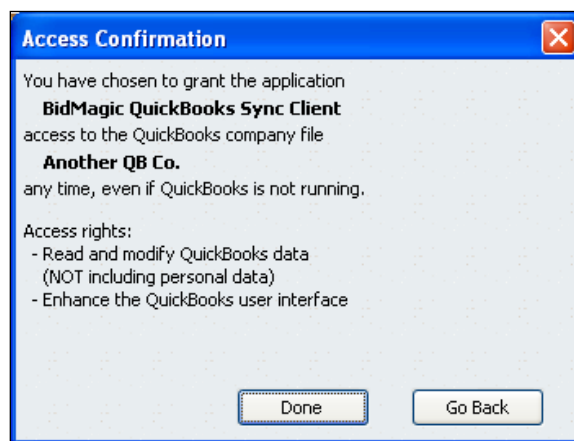 Access Confirmation
You have chosen to grant the application
BidMagic QuickBooks Sync Client
access to the QuickBooks company file
Another QB Co.
any time, even if QuickBooks is not running.
Access rights:
- Read and modify QuickBooks data
(NOT including personal data)
- Enhance the QuickBooks user interface
Done Go Back